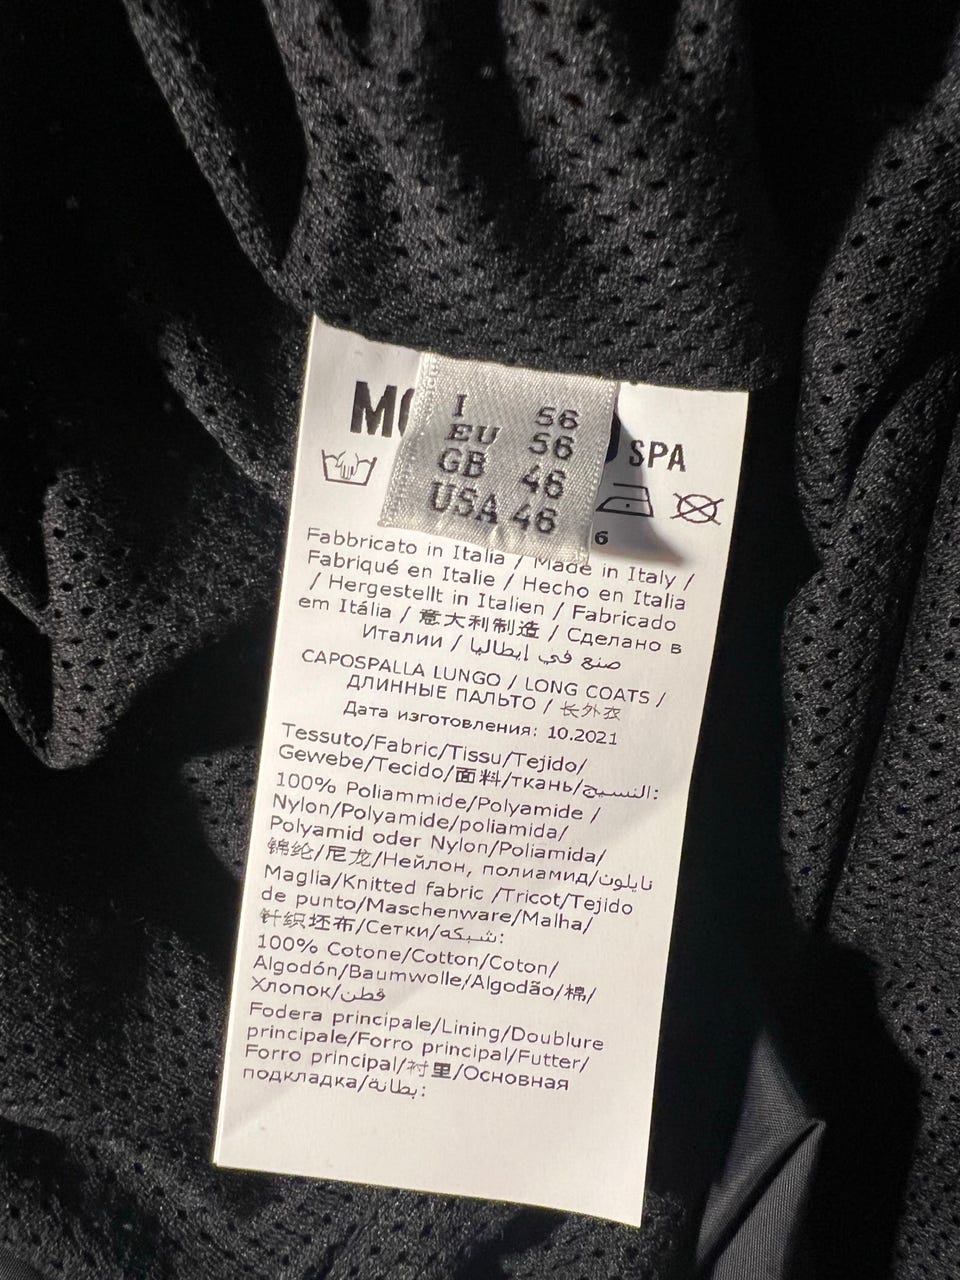 I 56
EU 56
GB 46
USA 46
SPA
6
Fabbricato in Italia / Made in Italy /
Fabriqué en Italie / Hecho en Italia
/ Hergestellt in Italien / Fabricado
em Itália / 意大利制造 / Сделано в
Италии / صنع في إيطاليا
CAPOSPALLA LUNGO / LONG COATS /
ДЛИННЫЕ ПАЛЬТО / 长外衣
Дата изготовления: 10.2021
Tessuto/Fabric/Tissu/Tejido/
Gewebe/Tecido/面料/ткань/النسيج:
100% Poliammide/Polyamide /
Nylon/Polyamide/poliamida/
Polyamid oder Nylon/Poliamida/
锦纶/尼龙/Нейлон, полиамид/نايلون
Maglia/Knitted fabric /Tricot/Tejido
de punto/Maschenware/Malha/
针织坯布/Сетки/شبكه:
100% Cotone/Cotton/Coton/
Algodón/Baumwolle/Algodão/棉/
Хлопок/قطن
Fodera principale/Lining/Doublure
principale/Forro principal/Futter/
Forro principal/衬里/Основная
подкладка/بطانة: